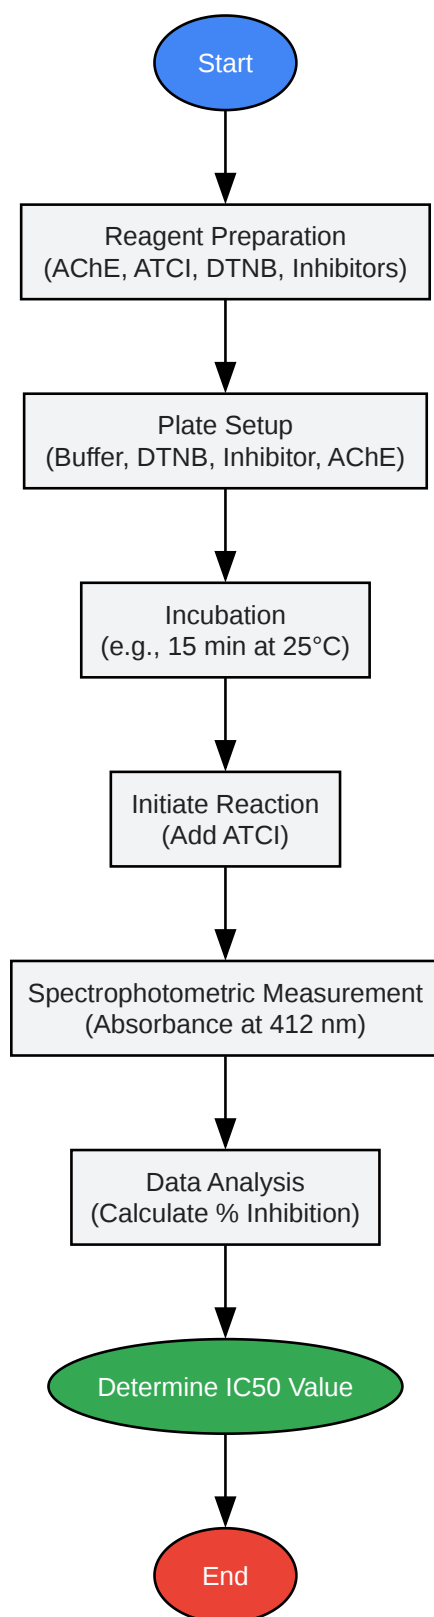 Start
Reagent Preparation
(AChE, ATCI, DTNB, Inhibitors)
Plate Setup
(Buffer, DTNB, Inhibitor, AChE)
Incubation
(e.g., 15 min at 25°C)
Initiate Reaction
(Add ATCI)
Spectrophotometric Measurement
(Absorbance at 412 nm)
Data Analysis
(Calculate % Inhibition)
Determine IC50 Value
End